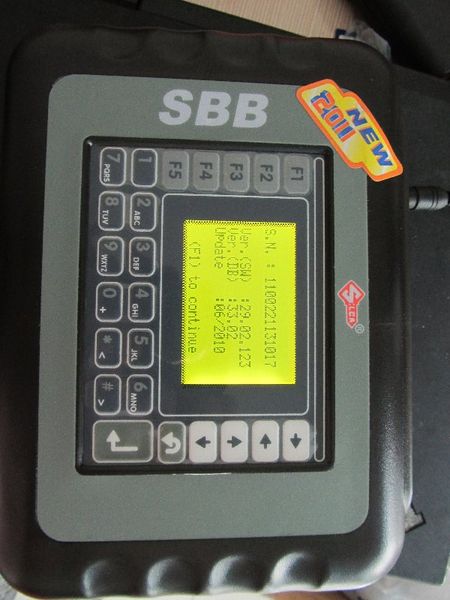 SBB
NEW
2011
SILCA®
S.N. : 1100221131017
Ver.(SW) :29.02.123
Ver.(DB) :33.02
Update :06/2010
(F1) to continue
F1
F2
F3
F4
F5
1
2 ABC
3 DEF
4 GHI
5 JKL
6 MNO
7 PQRS
8 TUV
9 WXYZ
0 +
* <
# >